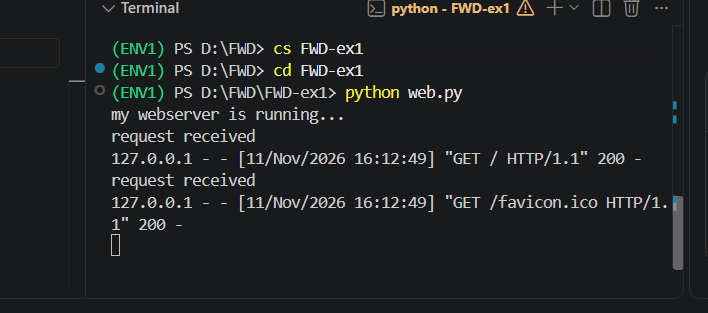 Terminal
python - FWD-ex1
(ENV1) PS D:\FWD> cs FWD-ex1
(ENV1) PS D:\FWD> cd FWD-ex1
(ENV1) PS D:\FWD\FWD-ex1> python web.py
my webserver is running...
request received
127.0.0.1 - - [11/Nov/2026 16:12:49] "GET / HTTP/1.1" 200 -
request received
127.0.0.1 - - [11/Nov/2026 16:12:49] "GET /favicon.ico HTTP/1.
1" 200 -